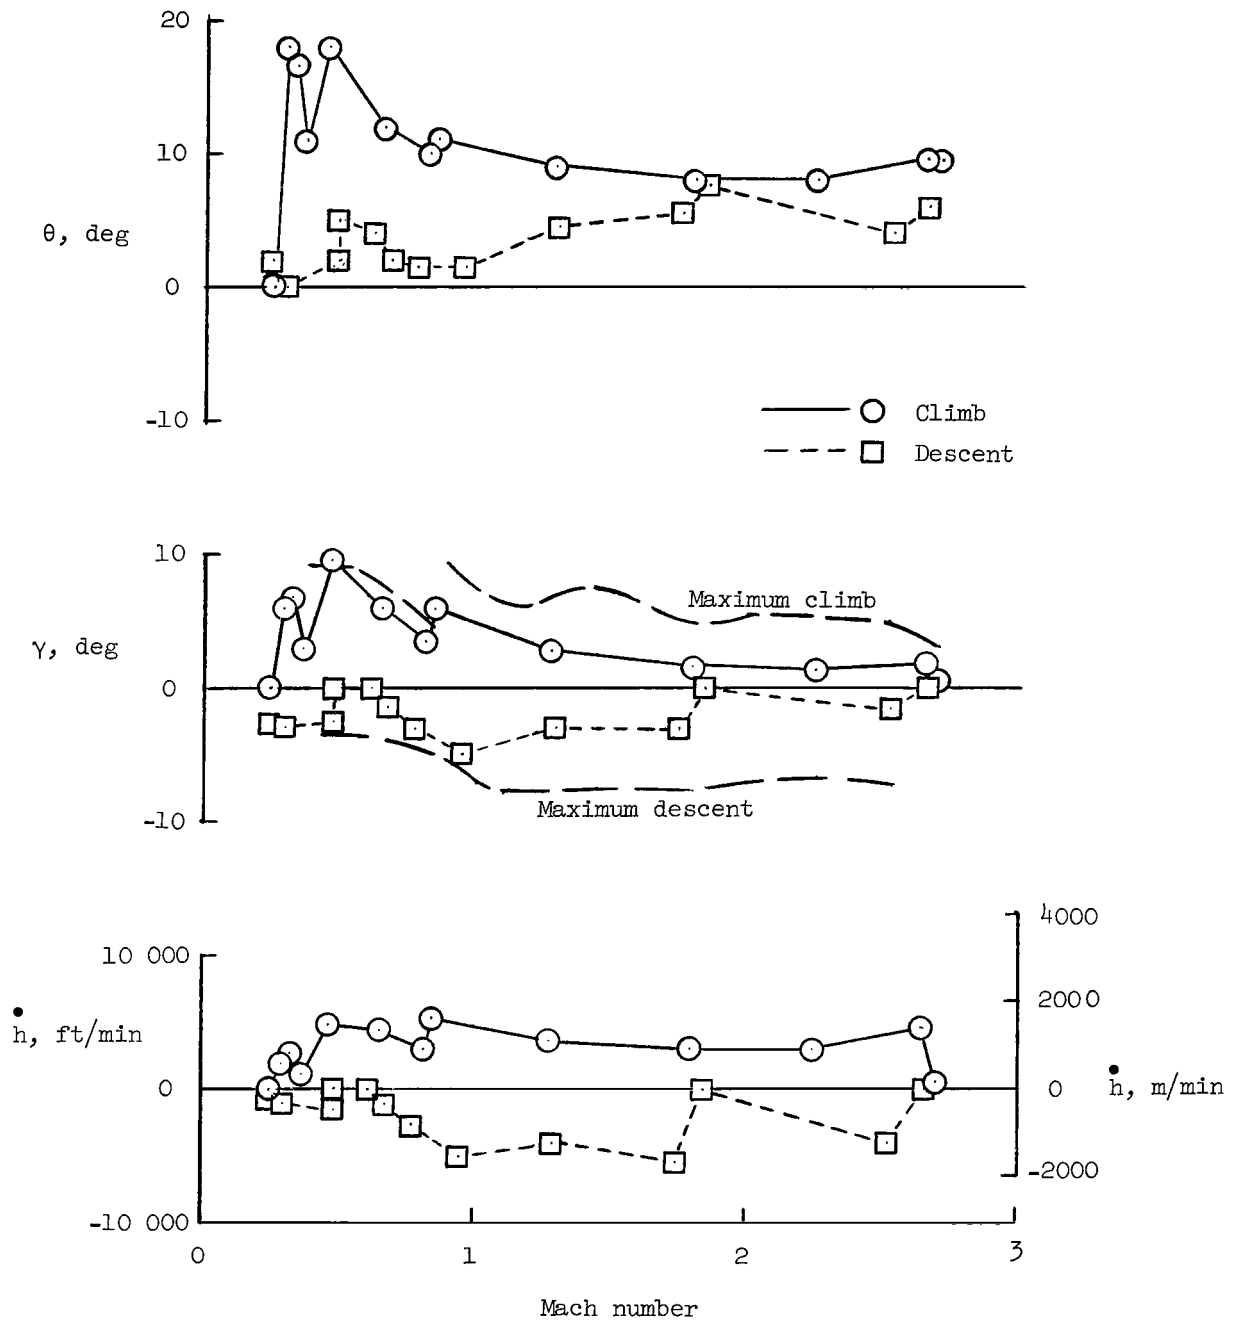 20
10
θ, deg
0
-10
Climb
Descent
10
Maximum climb
γ, deg
0
Maximum descent
-10
4000
10 000
2000
ḣ, ft/min
0
0
ḣ, m/min
-2000
-10 000
0 1 2 3
Mach number